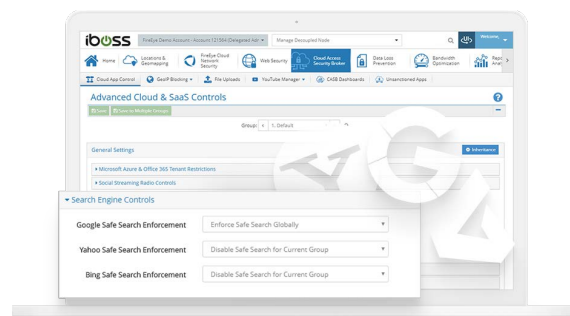 iboss
FireEye Demo Account - Account / 21554 (Delegated Adm
Manage Decoupled Node
Welcome,
Home
Locations &
Geomapping
FireEye Cloud
Network
Security
Web Security
Cloud Access
Security Broker
Data Loss
Prevention
Bandwidth
Optimization
Cloud App Control
GeoIP Blocking
File Uploads
YouTube Manager
CASB Dashboards
Unsanctioned Apps
Advanced Cloud & SaaS Controls
Save
Save to Multiple Groups
Group:
1. Default
General Settings
Inheritance
Microsoft Azure & Office 365 Tenant Restrictions
Social Streaming Radio Controls
Search Engine Controls
Google Safe Search Enforcement
Enforce Safe Search Globally
Yahoo Safe Search Enforcement
Disable Safe Search for Current Group
Bing Safe Search Enforcement
Disable Safe Search for Current Group